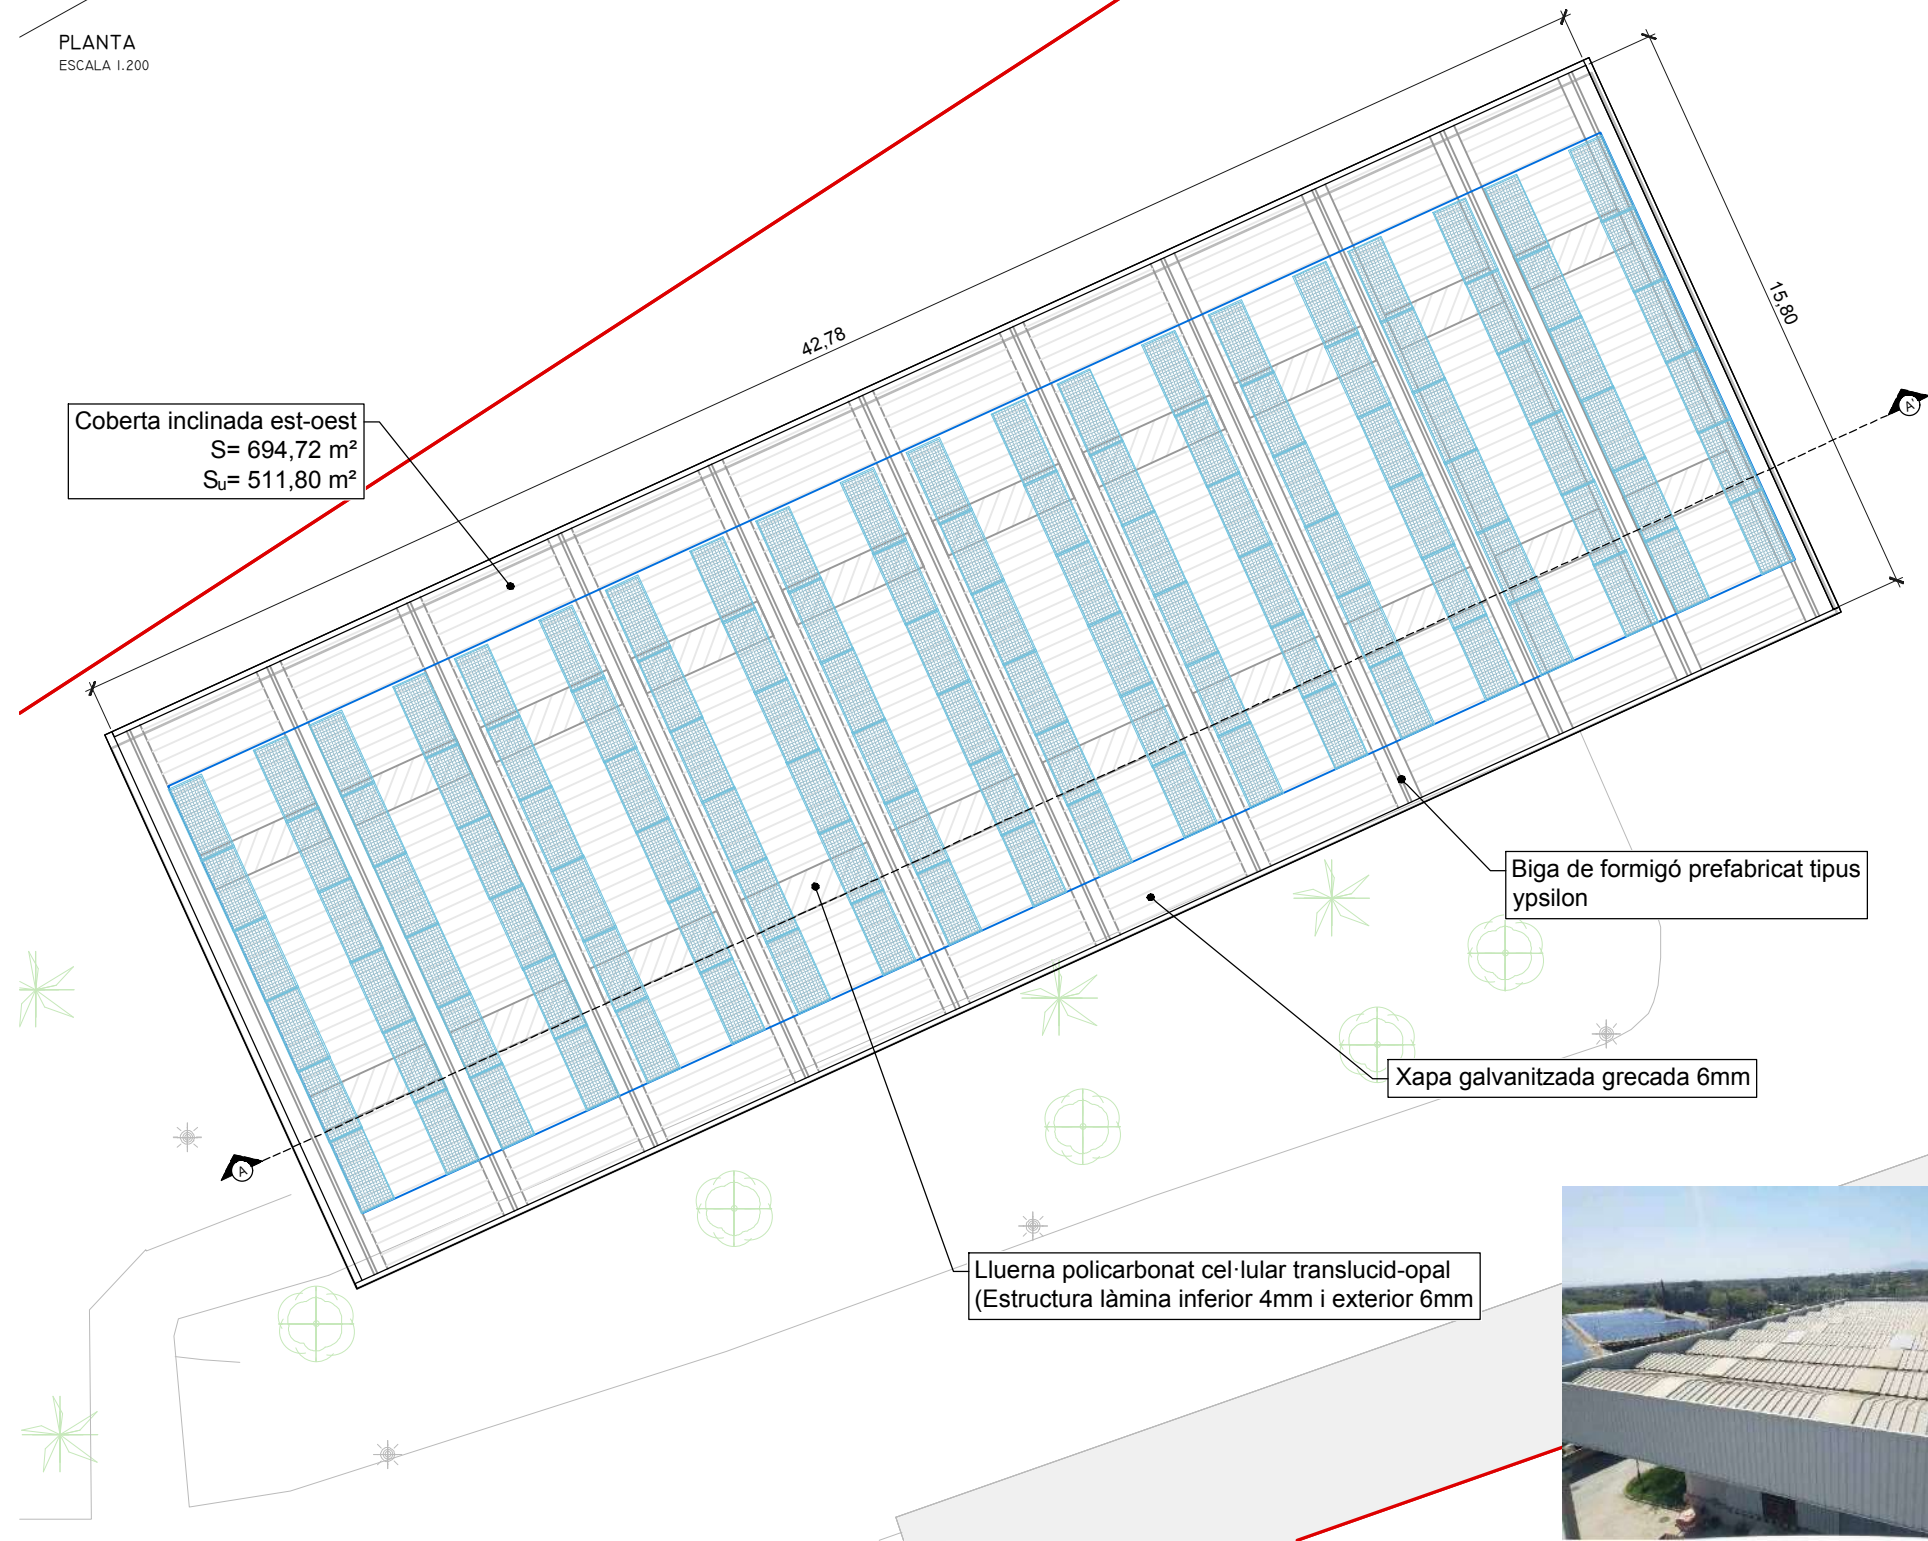 PLANTA
ESCALA 1.200
42,78
15,80
Coberta inclinada est-oest
S= 694,72 m²
Su= 511,80 m²
A'
Biga de formigó prefabricat tipus
ypsilon
Xapa galvanitzada grecada 6mm
A
Lluerna policarbonat cel·lular translucid-opal
(Estructura làmina inferior 4mm i exterior 6mm